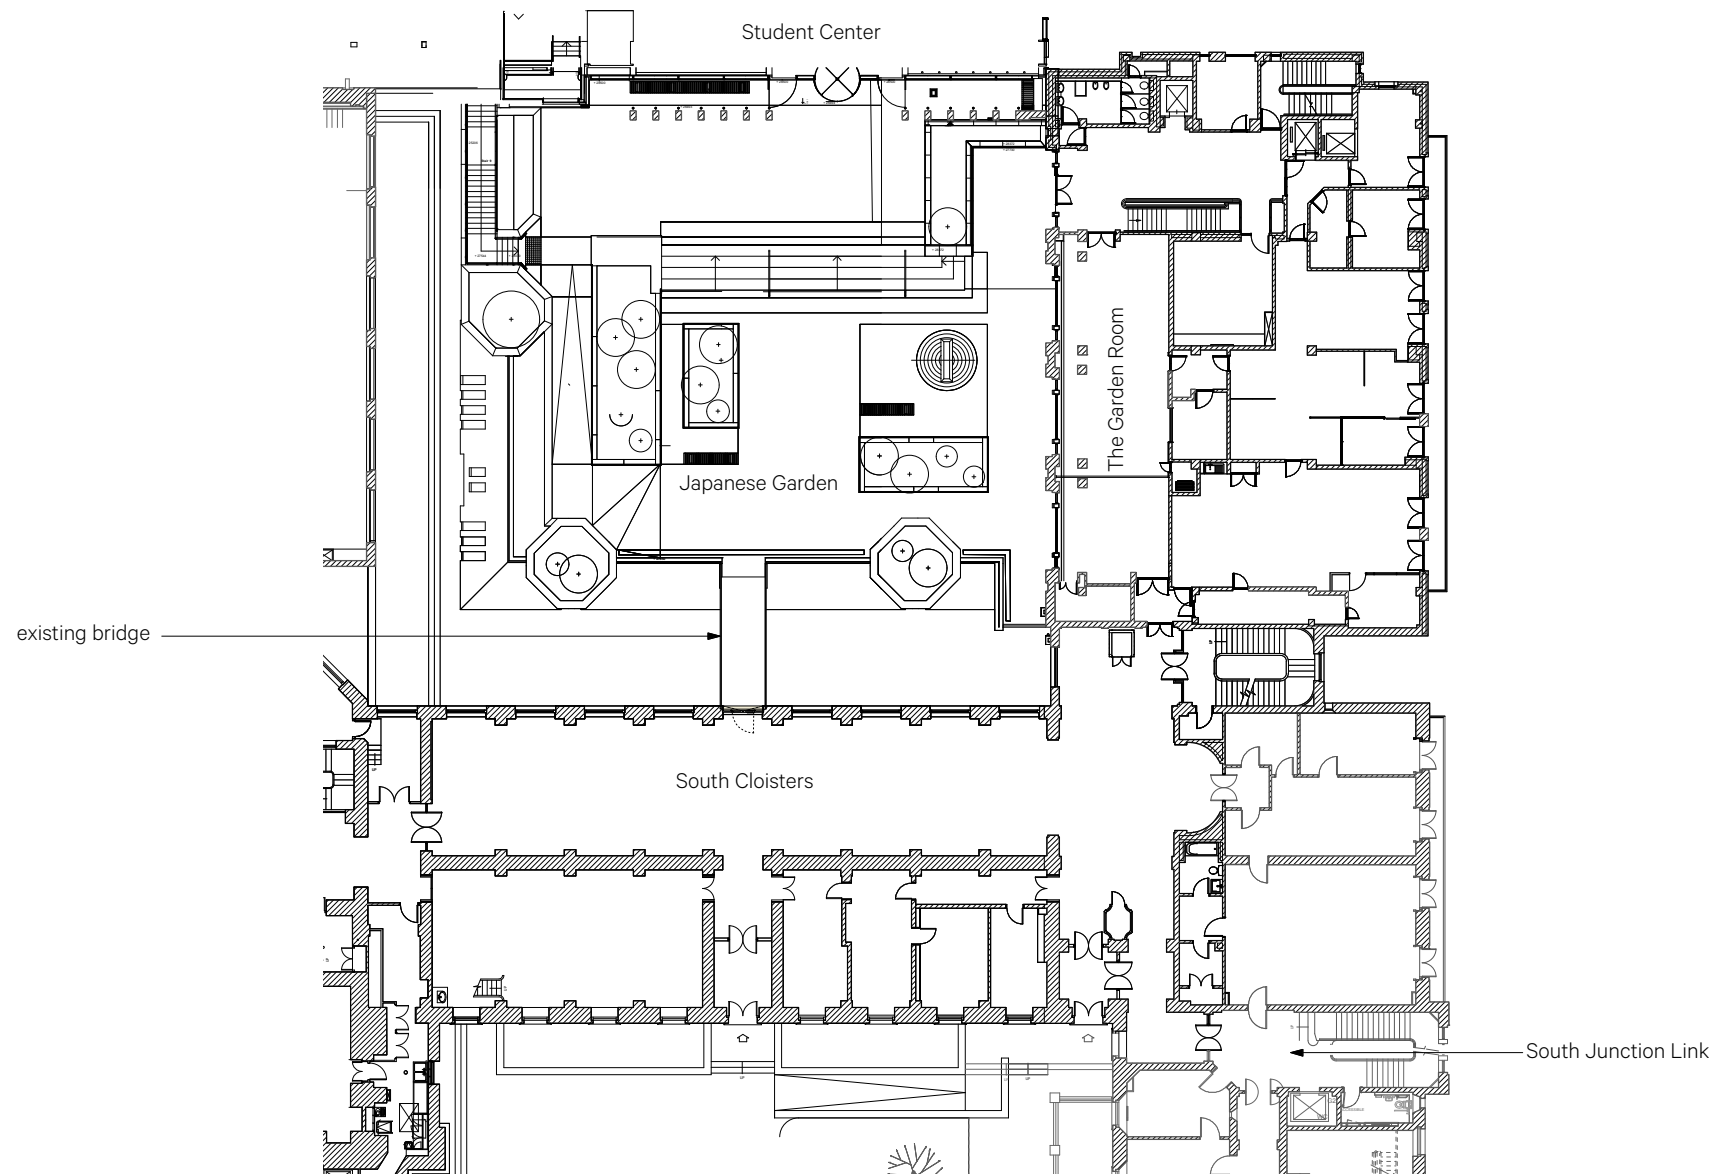 Student Center
The Garden Room
Japanese Garden
existing bridge
South Cloisters
South Junction Link